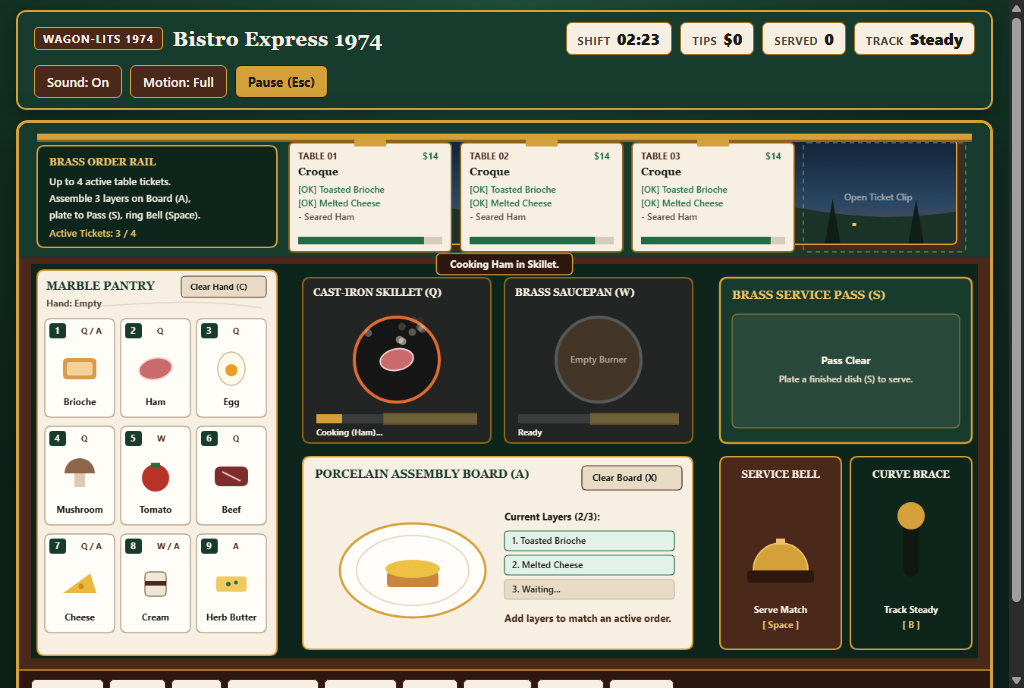 WAGON-LITS 1974
Bistro Express 1974
SHIFT 02:23
TIPS $0
SERVED 0
TRACK Steady
Sound: On
Motion: Full
Pause (Esc)
BRASS ORDER RAIL
Up to 4 active table tickets.
Assemble 3 layers on Board (A),
plate to Pass (S), ring Bell (Space).
Active Tickets: 3 / 4
TABLE 01 $14
Croque
[OK] Toasted Brioche
[OK] Melted Cheese
- Seared Ham
TABLE 02 $14
Croque
[OK] Toasted Brioche
[OK] Melted Cheese
- Seared Ham
TABLE 03 $14
Croque
[OK] Toasted Brioche
[OK] Melted Cheese
- Seared Ham
Open Ticket Clip
Cooking Ham in Skillet.
MARBLE PANTRY
Clear Hand (C)
Hand: Empty
1 Q / A
Brioche
2 Q
Ham
3 Q
Egg
4 Q
Mushroom
5 W
Tomato
6 Q
Beef
7 Q / A
Cheese
8 W / A
Cream
9 A
Herb Butter
CAST-IRON SKILLET (Q)
Cooking (Ham)...
BRASS SAUCEPAN (W)
Empty Burner
Ready
BRASS SERVICE PASS (S)
Pass Clear
Plate a finished dish (S) to serve.
PORCELAIN ASSEMBLY BOARD (A)
Clear Board (X)
Current Layers (2/3):
1. Toasted Brioche
2. Melted Cheese
3. Waiting...
Add layers to match an active order.
SERVICE BELL
Serve Match
[ Space ]
CURVE BRACE
Track Steady
[ B ]